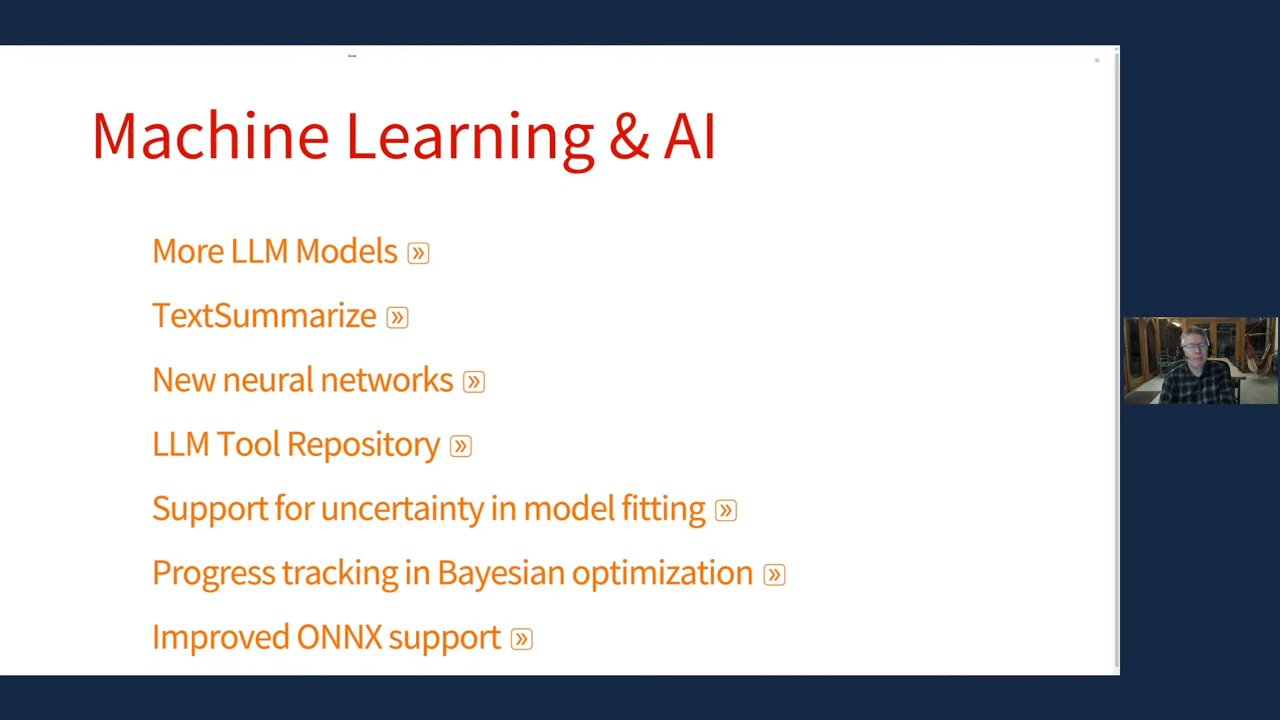 Machine Learning & AI
More LLM Models »
TextSummarize »
New neural networks »
LLM Tool Repository »
Support for uncertainty in model fitting »
Progress tracking in Bayesian optimization »
Improved ONNX support »